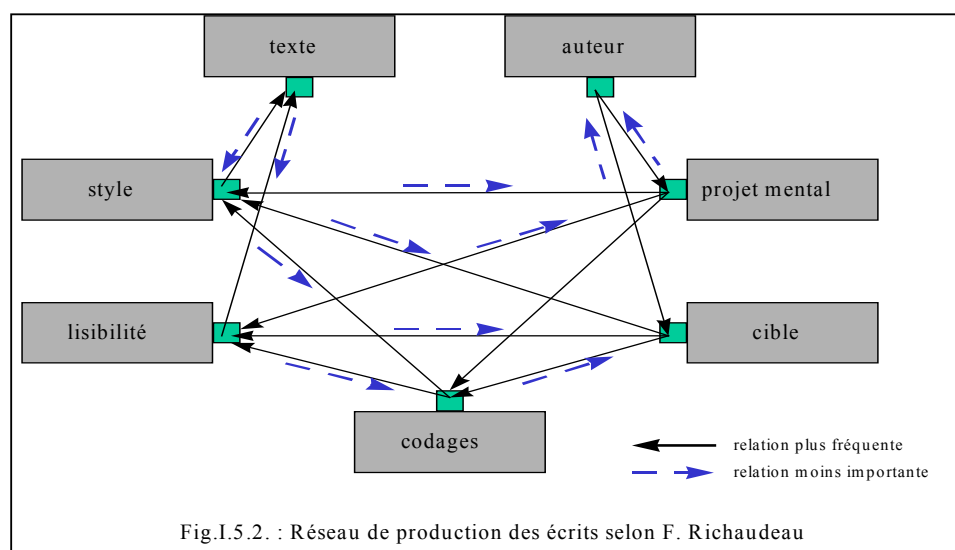 texte
auteur
style
projet mental
lisibilité
cible
codages
relation plus fréquente
relation moins importante
Fig.I.5.2. : Réseau de production des écrits selon F. Richaudeau